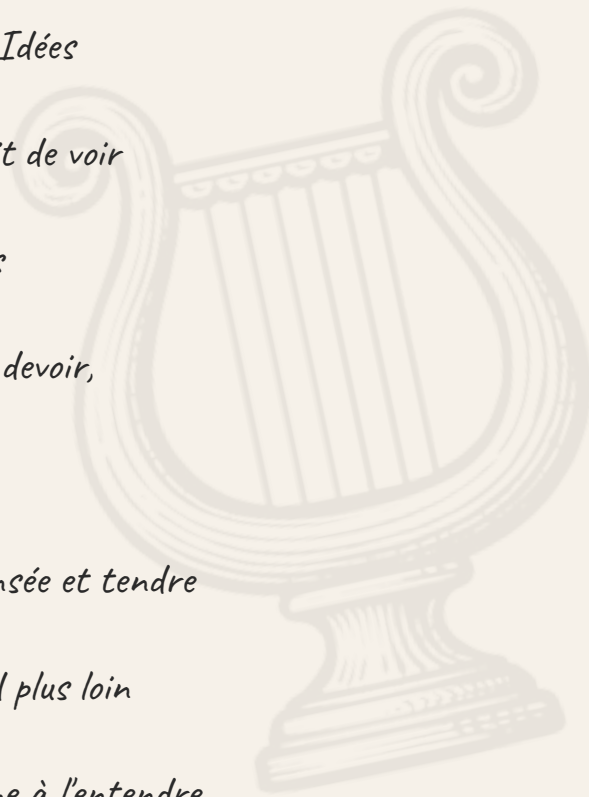 Idées
t de voir
s
devoir,
nsée et tendre
l plus loin
e à l'entendre